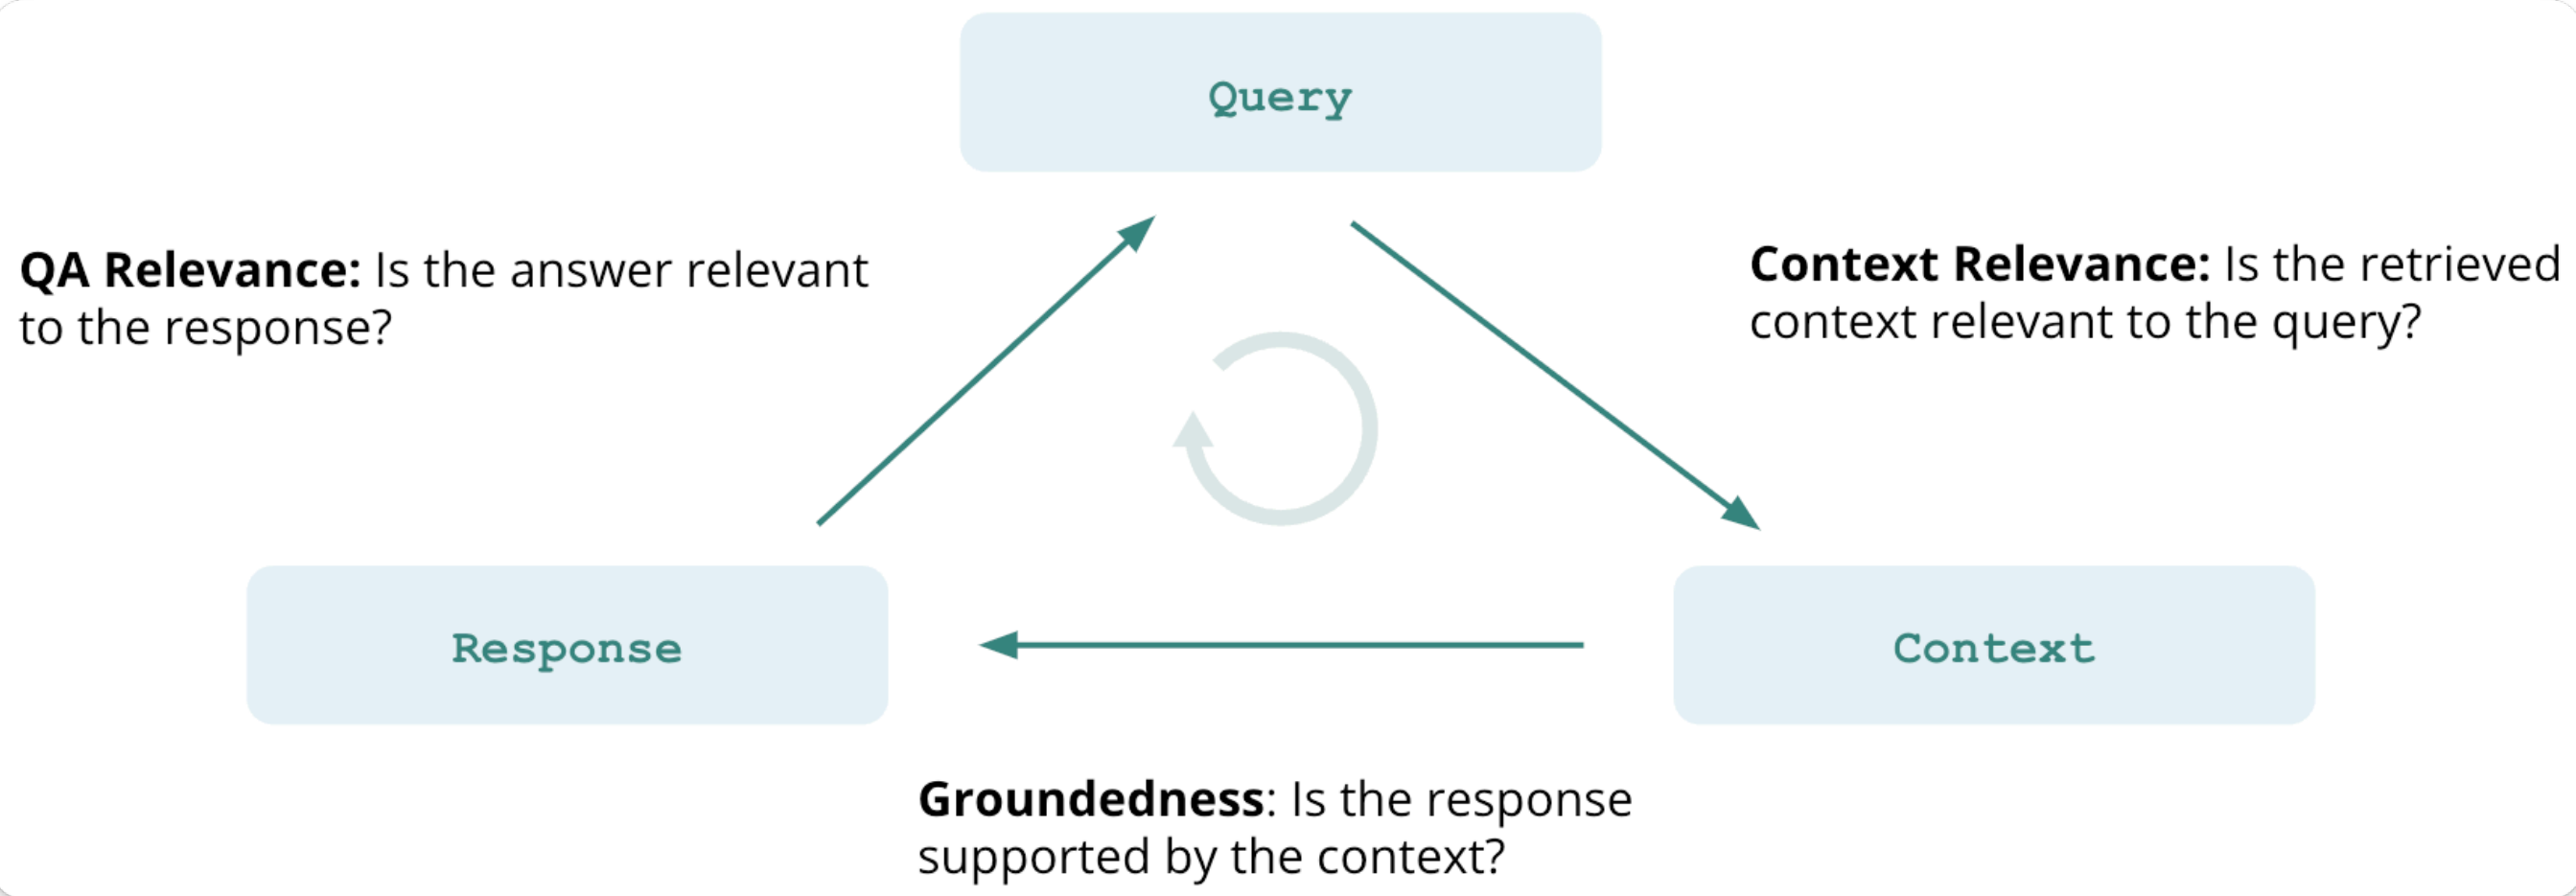 Query
QA Relevance: Is the answer relevant
to the response?
Context Relevance: Is the retrieved
context relevant to the query?
Response
Context
Groundedness: Is the response
supported by the context?